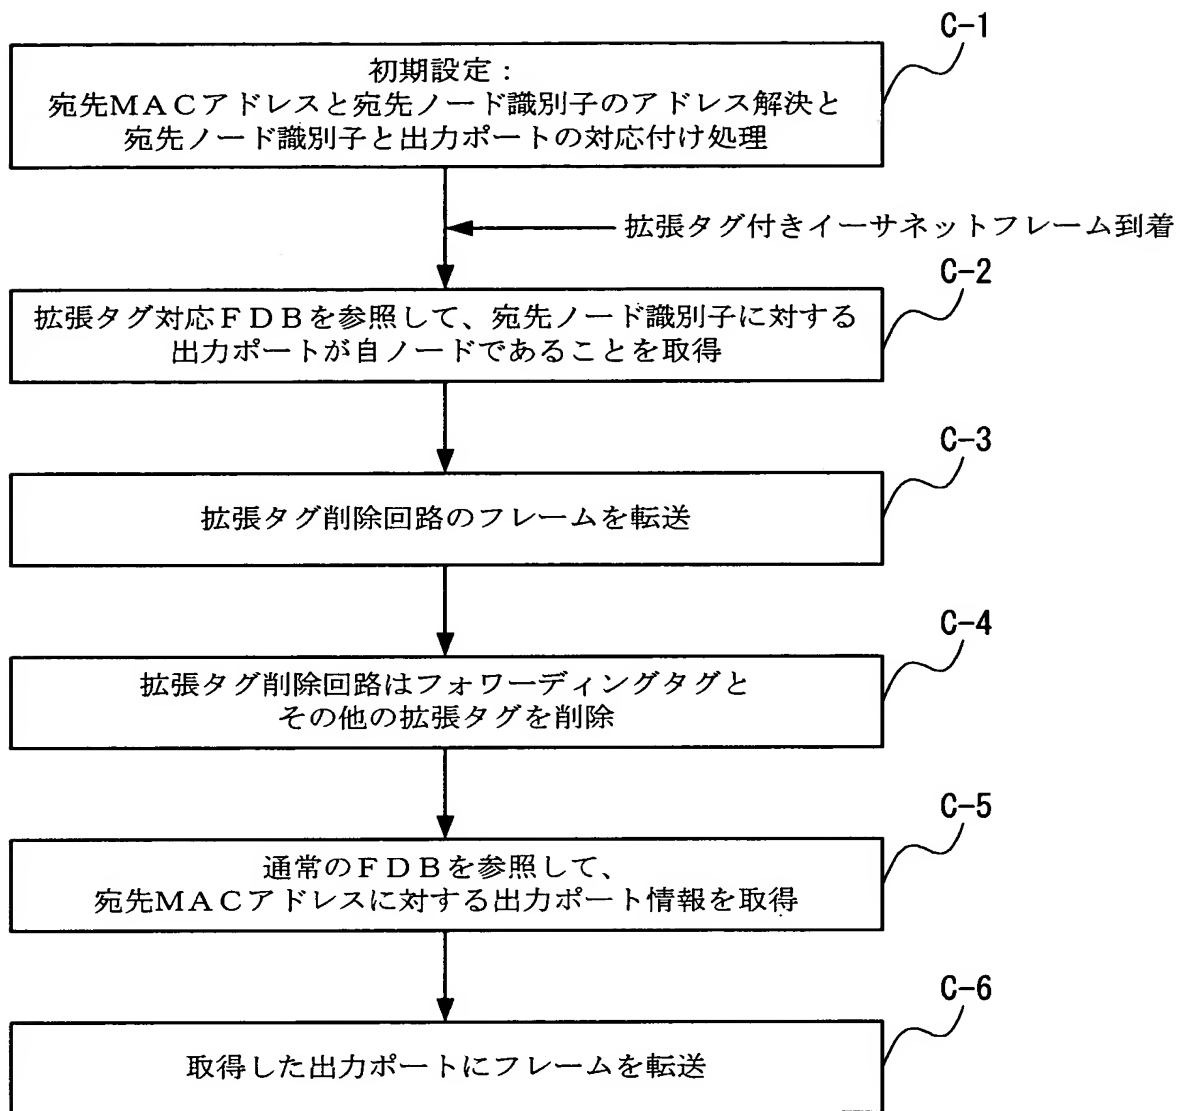 C-1
初期設定:
宛先MACアドレスと宛先ノード識別子のアドレス解決と
宛先ノード識別子と出力ポートの対応付け処理
拡張タグ付きイーサネットフレーム到着
C-2
拡張タグ対応FDBを参照して、宛先ノード識別子に対する
出力ポートが自ノードであることを取得
C-3
拡張タグ削除回路のフレームを転送
C-4
拡張タグ削除回路はフォワーディングタグと
その他の拡張タグを削除
C-5
通常のFDBを参照して、
宛先MACアドレスに対する出力ポート情報を取得
C-6
取得した出力ポートにフレームを転送